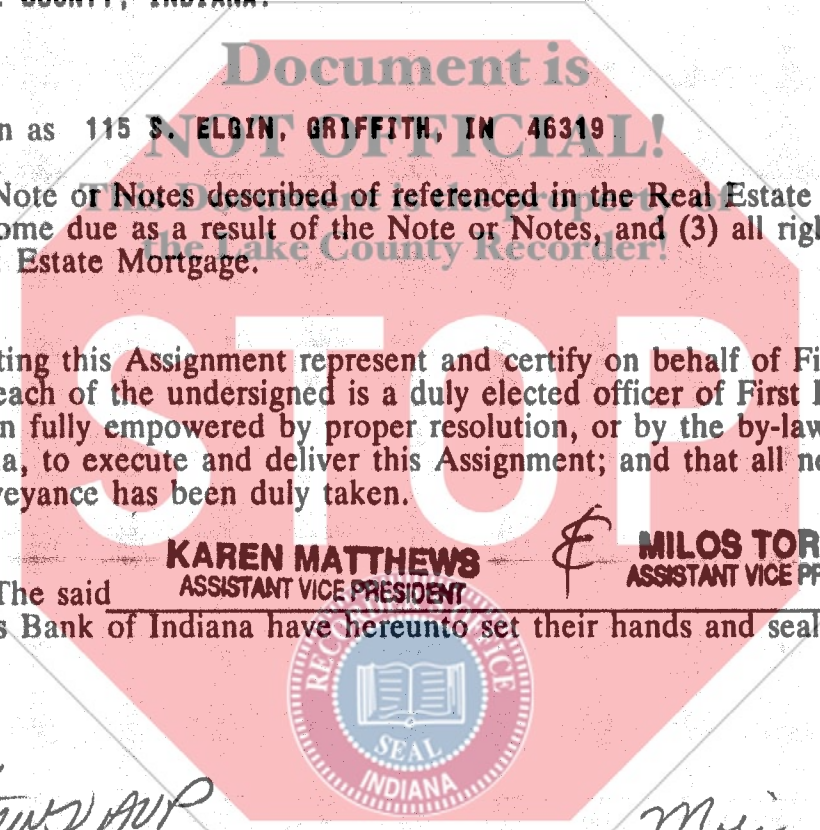 COUNTY, INDIANA.
Document is
n as 115 S. ELGIN, GRIFFITH, IN 46319
NOT OFFICIAL!
Note or Notes described of referenced in the Real Estate
This Document is the property of
ome due as a result of the Note or Notes, and (3) all righ
the Lake County Recorder!
Estate Mortgage.
STOP
ting this Assignment represent and certify on behalf of Fi
each of the undersigned is a duly elected officer of First
n fully empowered by proper resolution, or by the by-law
a, to execute and deliver this Assignment; and that all ne
veyance has been duly taken.
KAREN MATTHEWS & MILOS TOR
ASSISTANT VICE PRESIDENT ASSISTANT VICE PR
The said
s Bank of Indiana have hereunto set their hands and seal
RECORDER'S OFFICE
SEAL
INDIANA
AVP